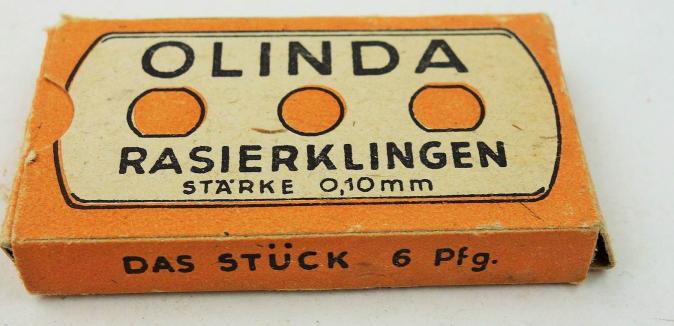 OLINDA
RASIERKLINGEN
STÄRKE 0,10mm
DAS STÜCK 6 Pfg.